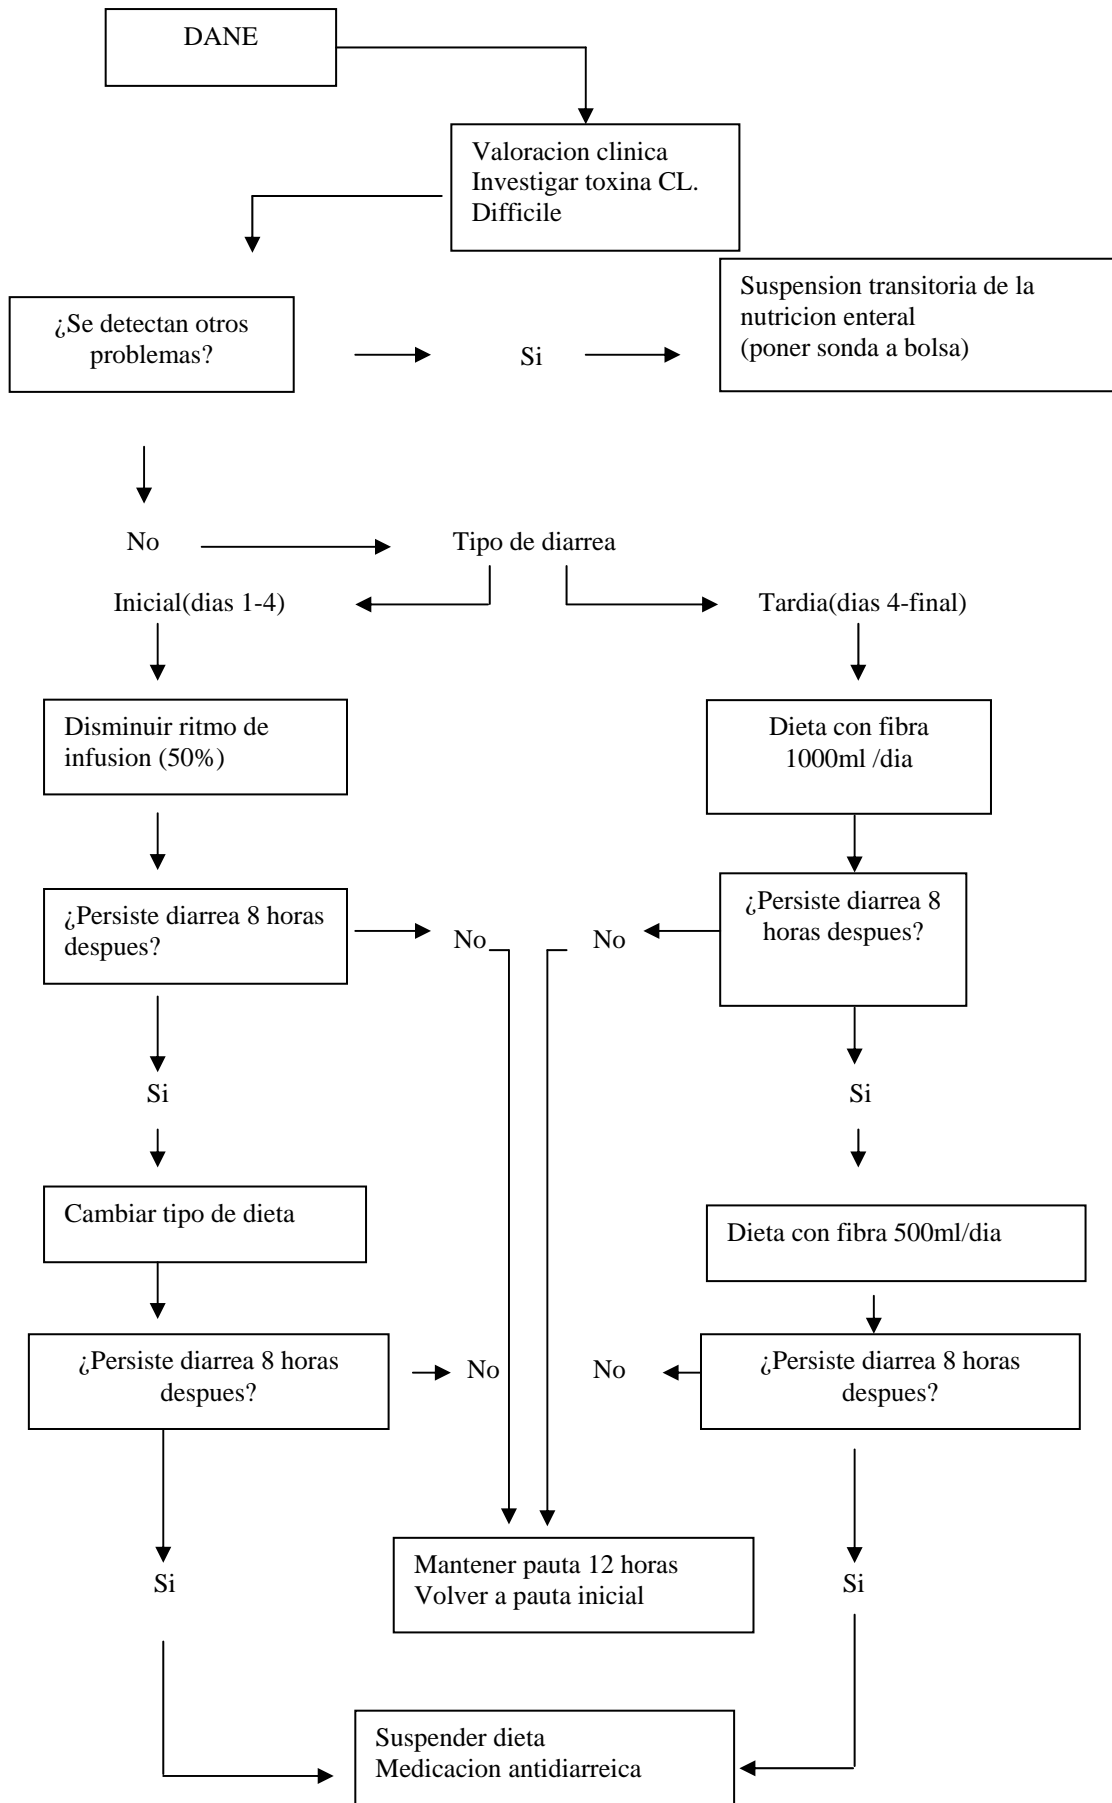 DANE
Valoracion clinica
Investigar toxina CL.
Difficile
Suspension transitoria de la
nutricion enteral
(poner sonda a bolsa)
¿Se detectan otros
problemas?
Si
No
Tipo de diarrea
Inicial(dias 1-4)
Tardia(dias 4-final)
Disminuir ritmo de
infusion (50%)
Dieta con fibra
1000ml /dia
¿Persiste diarrea 8 horas
despues?
No
No
¿Persiste diarrea 8
horas despues?
Si
Si
Cambiar tipo de dieta
Dieta con fibra 500ml/dia
¿Persiste diarrea 8 horas
despues?
No
No
¿Persiste diarrea 8 horas
despues?
Si
Mantener pauta 12 horas
Volver a pauta inicial
Si
Suspender dieta
Medicacion antidiarreica